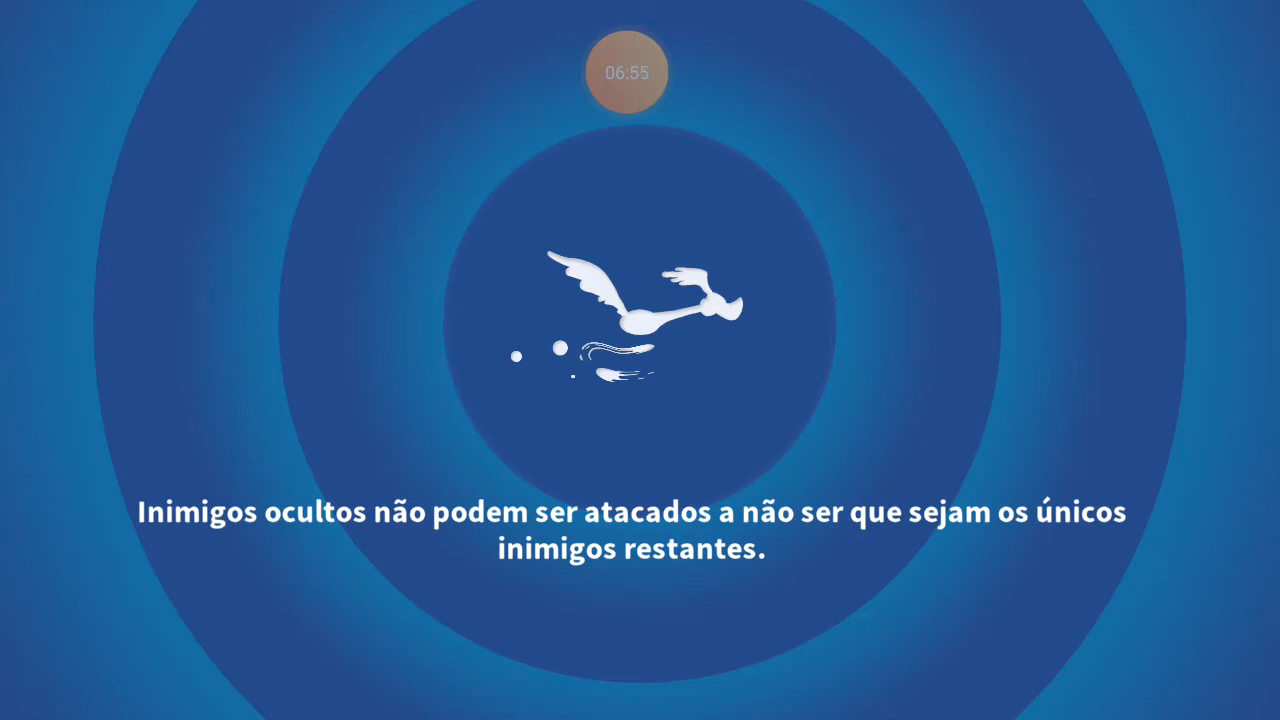 06:55
Inimigos ocultos não podem ser atacados a não ser que sejam os únicos
inimigos restantes.